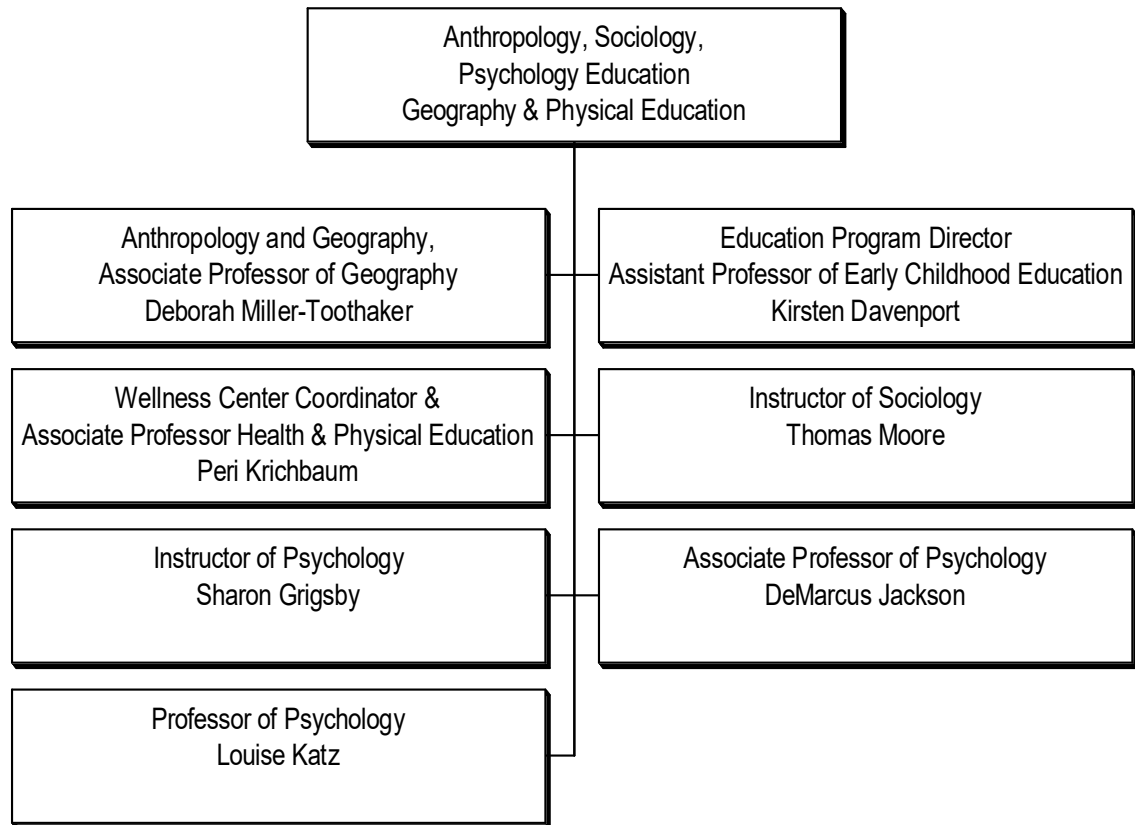 Anthropology, Sociology,
Psychology Education
Geography & Physical Education
Anthropology and Geography,
Associate Professor of Geography
Deborah Miller-Toothaker
Education Program Director
Assistant Professor of Early Childhood Education
Kirsten Davenport
Wellness Center Coordinator &
Associate Professor Health & Physical Education
Peri Krichbaum
Instructor of Sociology
Thomas Moore
Instructor of Psychology
Sharon Grigsby
Associate Professor of Psychology
DeMarcus Jackson
Professor of Psychology
Louise Katz